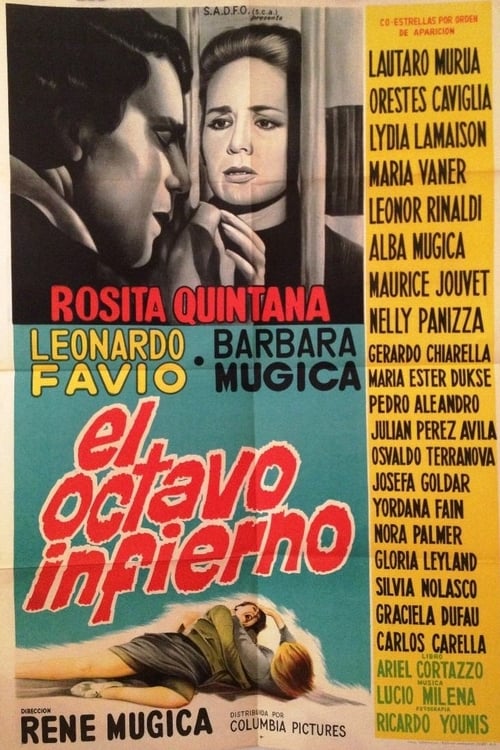 S.A.D.F.O. (s.c.a.)
presenta
ROSITA QUINTANA
LEONARDO
FAVIO
BARBARA
MUGICA
el
octavo
infierno
DIRECCION
RENE MUGICA
DISTRIBUIDA POR
COLUMBIA PICTURES
CO-ESTRELLAS POR ORDEN
DE APARICION
LAUTARO MURUA
ORESTES CAVIGLIA
LYDIA LAMAISON
MARIA VANER
LEONOR RINALDI
ALBA MUGICA
MAURICE JOUVET
NELLY PANIZZA
GERARDO CHIARELLA
MARIA ESTER DUKSE
PEDRO ALEANDRO
JULIAN PEREZ AVILA
OSVALDO TERRANOVA
JOSEFA GOLDAR
YORDANA FAIN
NORA PALMER
GLORIA LEYLAND
SILVIA NOLASCO
GRACIELA DUFAU
CARLOS CARELLA
LIBRO
ARIEL CORTAZZO
MUSICA
LUCIO MILENA
FOTOGRAFIA
RICARDO YOUNIS